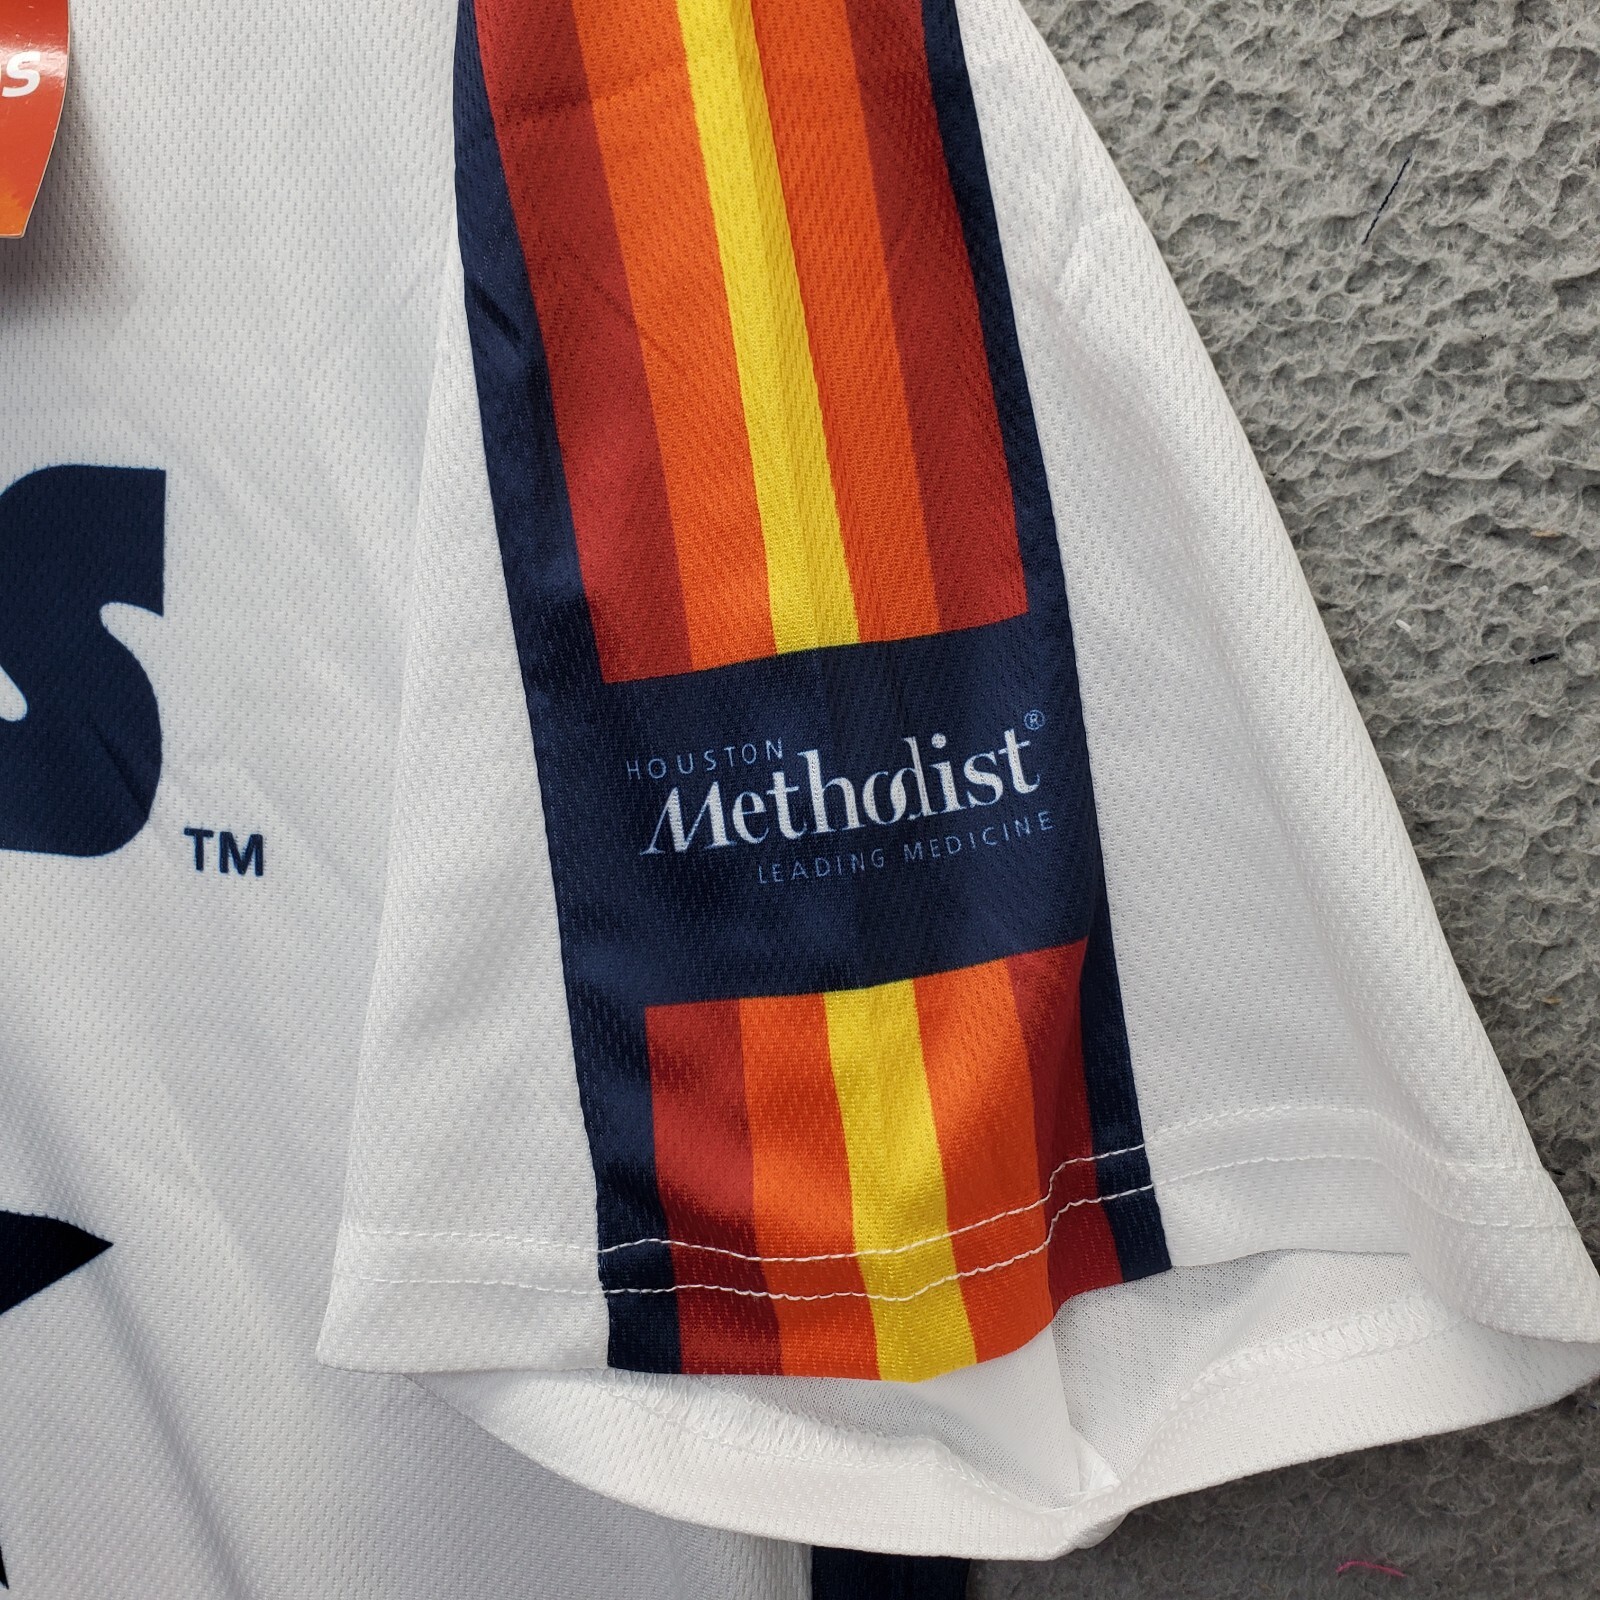 s
S
TM
HOUSTON
Methodist®
LEADING MEDICINE